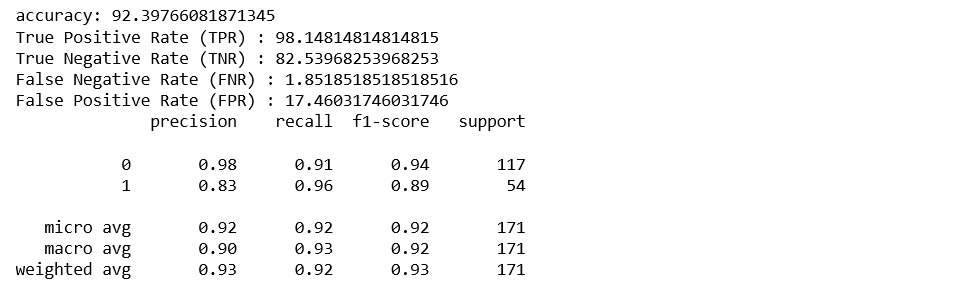 accuracy: 92.39766081871345
True Positive Rate (TPR) : 98.14814814814815
True Negative Rate (TNR) : 82.53968253968253
False Negative Rate (FNR) : 1.8518518518518516
False Positive Rate (FPR) : 17.46031746031746
precision recall f1-score support
0 0.98 0.91 0.94 117
1 0.83 0.96 0.89 54
micro avg 0.92 0.92 0.92 171
macro avg 0.90 0.93 0.92 171
weighted avg 0.93 0.92 0.93 171